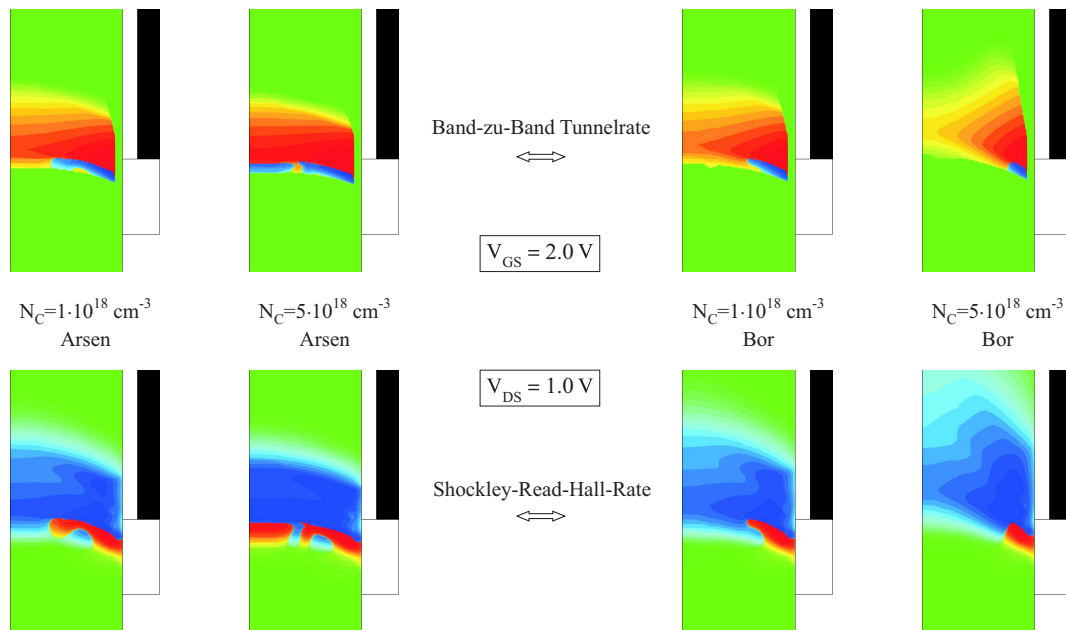 Band-zu-Band Tunnelrate
V_GS = 2.0 V
N_C=1·10^18 cm^-3
Arsen
N_C=5·10^18 cm^-3
Arsen
N_C=1·10^18 cm^-3
Bor
N_C=5·10^18 cm^-3
Bor
V_DS = 1.0 V
Shockley-Read-Hall-Rate